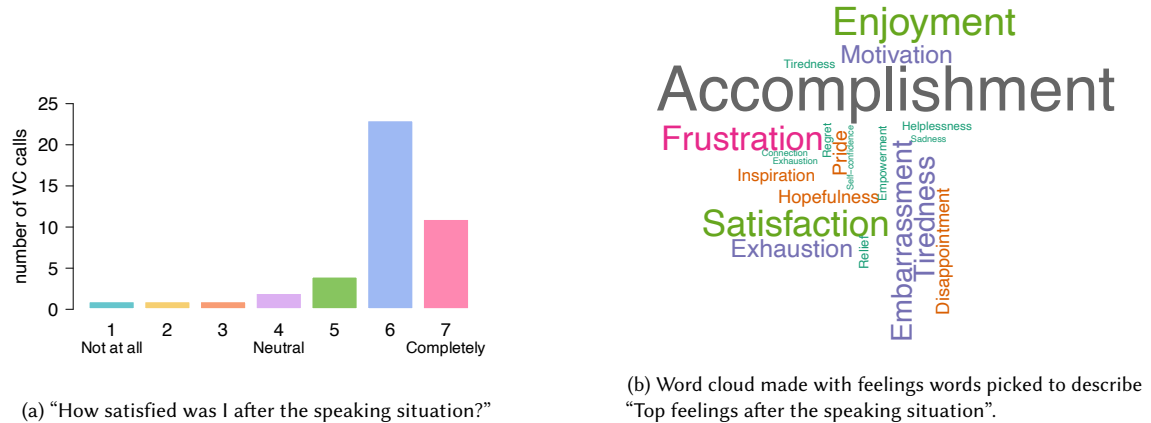 number of VC calls
25
20
15
10
5
0
1 2 3 4 5 6 7
Not at all Neutral Completely
(a) “How satisfied was I after the speaking situation?”
Enjoyment
Motivation
Tiredness
Accomplishment
Frustration
Regret
Pride
Self-confidence
Empowerment
Helplessness
Sadness
Connection
Exhaustion
Inspiration
Hopefulness
Satisfaction
Exhaustion
Relief
Embarrassment
Tiredness
Disappointment
(b) Word cloud made with feelings words picked to describe
“Top feelings after the speaking situation”.